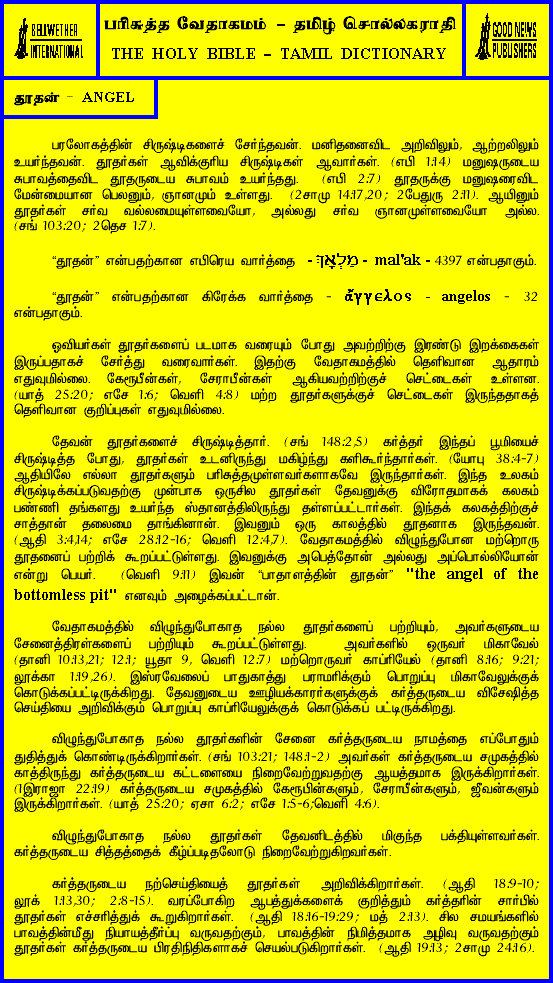 BELLWETHER
INTERNATIONAL
பரிசுத்த வேதாகமம் – தமிழ் சொல்லகராதி
THE HOLY BIBLE – TAMIL DICTIONARY
GOOD NEWS
PUBLISHERS
தூதன் – ANGEL
பரலோகத்தின் சிருஷ்டிகளைச் சேர்ந்தவன். மனிதனைவிட அறிவிலும், ஆற்றலிலும்
உயர்ந்தவன். தூதர்கள் ஆவிக்குரிய சிருஷ்டிகள் ஆவார்கள். (எபி 1:14) மனுஷருடைய
சுபாவத்தைவிட தூதருடைய சுபாவம் உயர்ந்தது. (எபி 2:7) தூதருக்கு மனுஷரைவிட
மேன்மையான பெலனும், ஞானமும் உள்ளது. (2சாமு 14:17,20; 2பேதுரு 2:11). ஆயினும்
தூதர்கள் சர்வ வல்லமையுள்ளவையோ, அல்லது சர்வ ஞானமுள்ளவையோ அல்ல.
(சங் 103:20; 2தெச 1:7).
“தூதன்” என்பதற்கான எபிரெய வார்த்தை - מַלְאָךְ - mal'ak - 4397 என்பதாகும்.
“தூதன்” என்பதற்கான கிரேக்க வார்த்தை - ἄγγελος - angelos - 32
என்பதாகும்.
ஓவியர்கள் தூதர்களைப் படமாக வரையும் போது அவற்றிற்கு இரண்டு இறக்கைகள்
இருப்பதாகச் சேர்த்து வரைவார்கள். இதற்கு வேதாகமத்தில் தெளிவான ஆதாரம்
எதுவுமில்லை. கேரூபீன்கள், சேராபீன்கள் ஆகியவற்றிற்குச் செட்டைகள் உள்ளன.
(யாத் 25:20; எசே 1:6; வெளி 4:8) மற்ற தூதர்களுக்குச் செட்டைகள் இருந்ததாகத்
தெளிவான குறிப்புகள் எதுவுமில்லை.
தேவன் தூதர்களைச் சிருஷ்டித்தார். (சங் 148:2,5) கர்த்தர் இந்தப் பூமியைச்
சிருஷ்டித்த போது, தூதர்கள் உடனிருந்து மகிழ்ந்து களிகூர்ந்தார்கள். (யோபு 38:4-7)
ஆதியிலே எல்லா தூதர்களும் பரிசுத்தமுள்ளவர்களாகவே இருந்தார்கள். இந்த உலகம்
சிருஷ்டிக்கப்படுவதற்கு முன்பாக ஒருசில தூதர்கள் தேவனுக்கு விரோதமாகக் கலகம்
பண்ணி தங்களது உயர்ந்த ஸ்தானத்திலிருந்து தள்ளப்பட்டார்கள். இந்தக் கலகத்திற்குச்
சாத்தான் தலைமை தாங்கினான். இவனும் ஒரு காலத்தில் தூதனாக இருந்தவன்.
(ஆதி 3:4,14; எசே 28:12-16; வெளி 12:4,7). வேதாகமத்தில் விழுந்துபோன மற்றொரு
தூதனைப் பற்றிக் கூறப்பட்டுள்ளது. இவனுக்கு அபெத்தோன் அல்லது அப்பொல்லியோன்
என்று பெயர். (வெளி 9:11) இவன் “பாதாளத்தின் தூதன்” "the angel of the
bottomless pit" எனவும் அழைக்கப்பட்டான்.
வேதாகமத்தில் விழுந்துபோகாத நல்ல தூதர்களைப் பற்றியும், அவர்களுடைய
சேனைத்திரள்களைப் பற்றியும் கூறப்பட்டுள்ளது. அவர்களில் ஒருவர் மிகாவேல்
(தானி 10:13,21; 12:1; யூதா 9, வெளி 12:7) மற்றொருவர் காப்ரியேல் (தானி 8:16; 9:21;
லூக்கா 1:19,26). இஸ்ரவேலைப் பாதுகாத்து பராமரிக்கும் பொறுப்பு மிகாவேலுக்குக்
கொடுக்கப்பட்டிருக்கிறது. தேவனுடைய ஊழியக்காரர்களுக்குக் கர்த்தருடைய விசேஷித்த
செய்தியை அறிவிக்கும் பொறுப்பு காப்ரியேலுக்குக் கொடுக்கப் பட்டிருக்கிறது.
விழுந்துபோகாத நல்ல தூதர்களின் சேனை கர்த்தருடைய நாமத்தை எப்போதும்
துதித்துக் கொண்டிருக்கிறார்கள். (சங் 103:21; 148:1-2) அவர்கள் கர்த்தருடைய சமுகத்தில்
காத்திருந்து கர்த்தருடைய கட்டளையை நிறைவேற்றுவதற்கு ஆயத்தமாக இருக்கிறார்கள்.
(1இராஜா 22:19) கர்த்தருடைய சமுகத்தில் கேரூபீன்களும், சேராபீன்களும், ஜீவன்களும்
இருக்கிறார்கள். (யாத் 25:20; ஏசா 6:2; எசே 1:5-6;வெளி 4:6).
விழுந்துபோகாத நல்ல தூதர்கள் தேவனிடத்தில் மிகுந்த பக்தியுள்ளவர்கள்.
கர்த்தருடைய சித்தத்தைக் கீழ்ப்படிதலோடு நிறைவேற்றுகிறவர்கள்.
கர்த்தருடைய நற்செய்தியைத் தூதர்கள் அறிவிக்கிறார்கள். (ஆதி 18:9-10;
லூக் 1:13,30; 2:8-15). வரப்போகிற ஆபத்துக்களைக் குறித்தும் கர்த்தரின் சார்பில்
தூதர்கள் எச்சரித்துக் கூறுகிறார்கள். (ஆதி 18:16-19:29; மத் 2:13). சில சமயங்களில்
பாவத்தின்மீது நியாயத்தீர்ப்பு வருவதற்கும், பாவத்தின் நிமித்தமாக அழிவு வருவதற்கும்
தூதர்கள் கர்த்தருடைய பிரதிநிதிகளாகச் செயல்படுகிறார்கள். (ஆதி 19:13; 2சாமு 24:16).